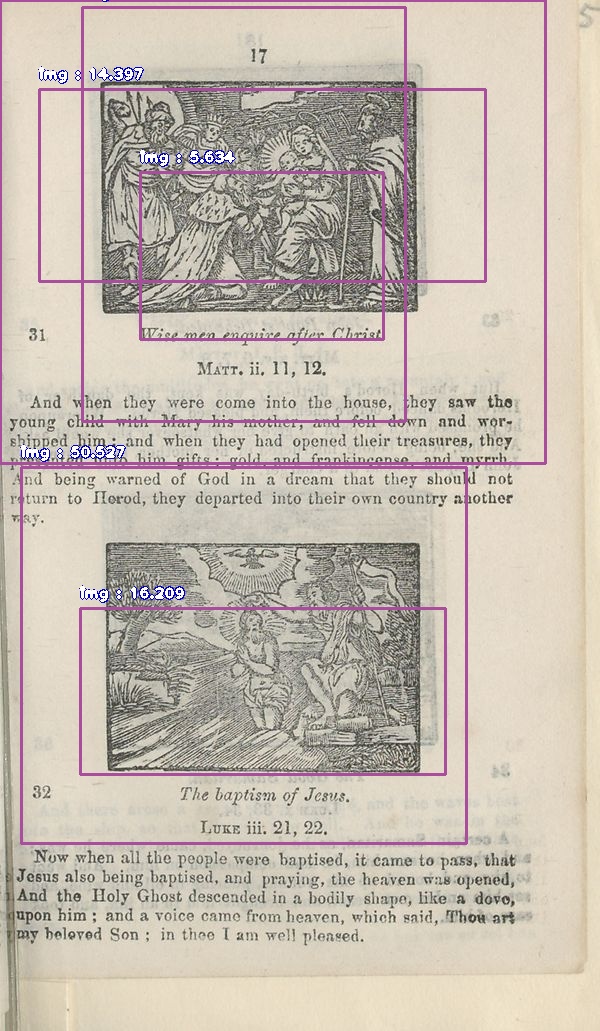 17
img : 14.397
img : 5.634
31
Wise men enquire after Christ
MATT. ii. 11, 12.
And when they were come into the house, they saw the
young child with Mary his mother, and fell down and wor-
shipped him; and when they had opened their treasures, they
presented unto him gifts; gold and frankincense, and myrrh.
img : 50.527
And being warned of God in a dream that they should not
return to Herod, they departed into their own country another
way.
img : 16.209
32
The baptism of Jesus.
LUKE iii. 21, 22.
Now when all the people were baptised, it came to pass, that
Jesus also being baptised, and praying, the heaven was opened,
And the Holy Ghost descended in a bodily shape, like a dove,
upon him; and a voice came from heaven, which said, Thou art
my beloved Son; in thee I am well pleased.